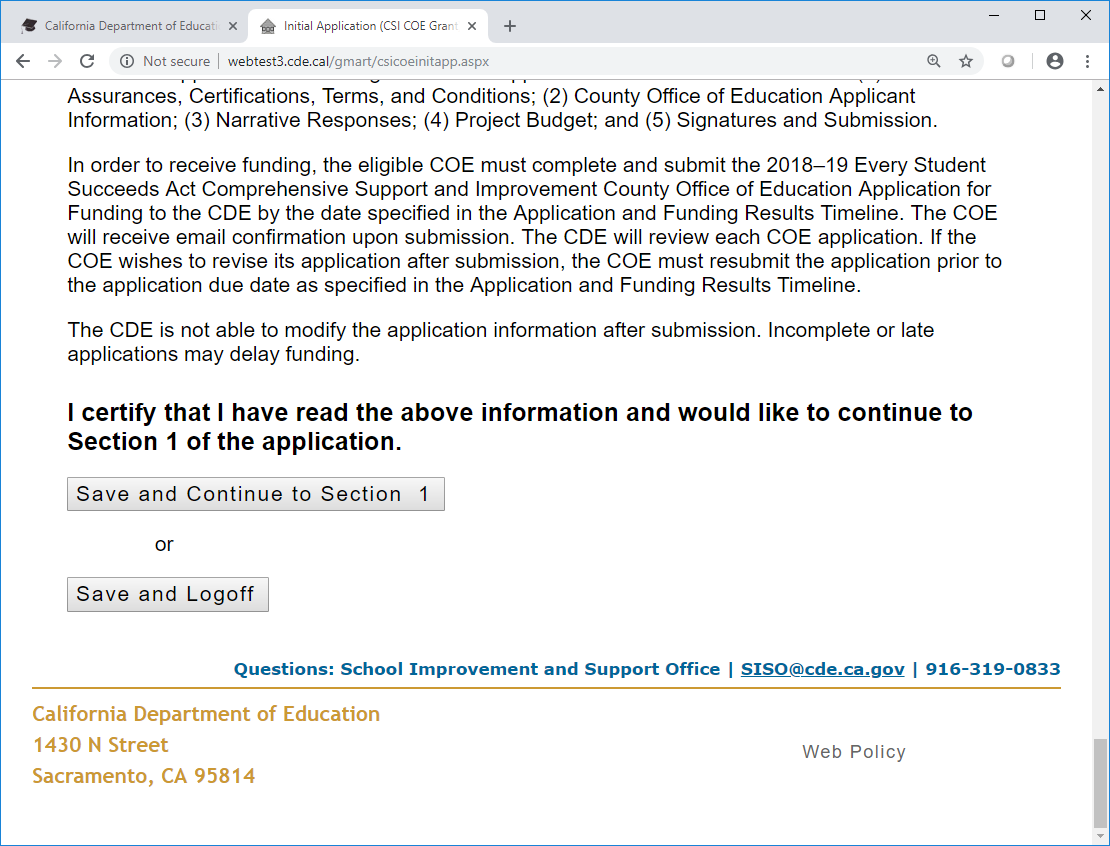 California Department of Educati
Initial Application (CSI COE Grant
Not secure
webtest3.cde.cal/gmart/csicoeinitapp.aspx
Assurances, Certifications, Terms, and Conditions; (2) County Office of Education Applicant
Information; (3) Narrative Responses; (4) Project Budget; and (5) Signatures and Submission.
In order to receive funding, the eligible COE must complete and submit the 2018–19 Every Student
Succeeds Act Comprehensive Support and Improvement County Office of Education Application for
Funding to the CDE by the date specified in the Application and Funding Results Timeline. The COE
will receive email confirmation upon submission. The CDE will review each COE application. If the
COE wishes to revise its application after submission, the COE must resubmit the application prior to
the application due date as specified in the Application and Funding Results Timeline.
The CDE is not able to modify the application information after submission. Incomplete or late
applications may delay funding.
I certify that I have read the above information and would like to continue to
Section 1 of the application.
Save and Continue to Section 1
or
Save and Logoff
Questions: School Improvement and Support Office | SISO@cde.ca.gov | 916-319-0833
California Department of Education
1430 N Street
Web Policy
Sacramento, CA 95814